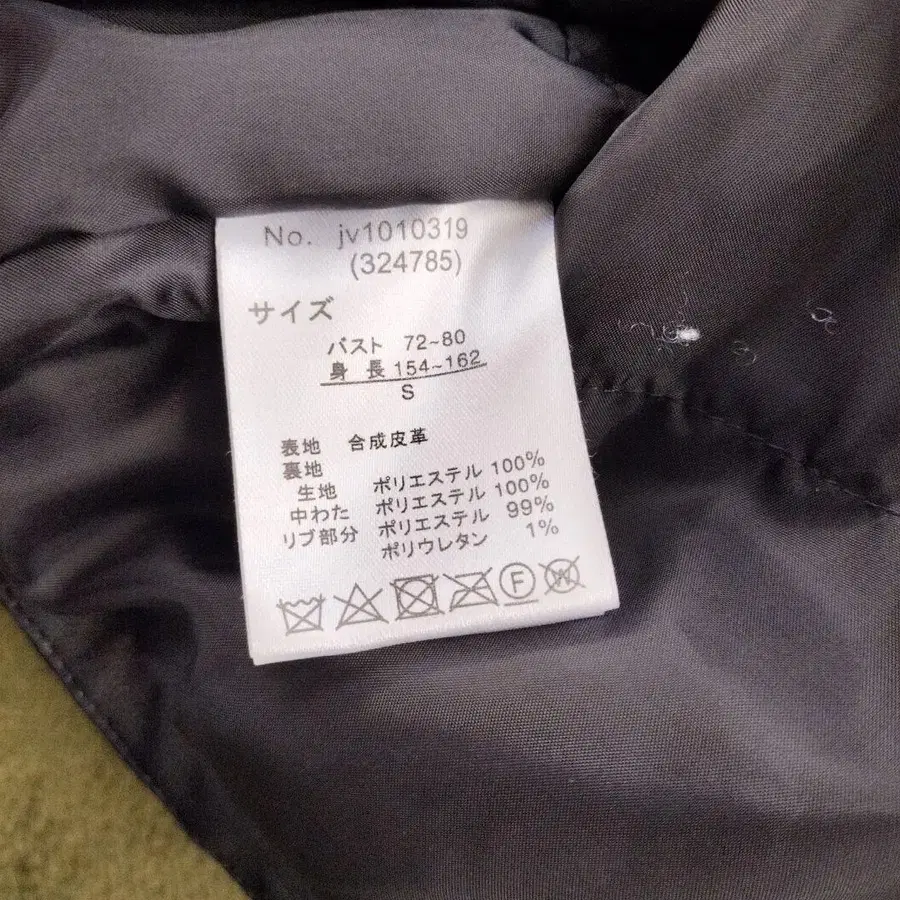 No. jv1010319
(324785)
サイズ
バスト 72~80
身 長 154~162
S
表地 合成皮革
裏地
生地 ポリエステル 100%
中わた ポリエステル 100%
リブ部分 ポリエステル 99%
ポリウレタン 1%
F W